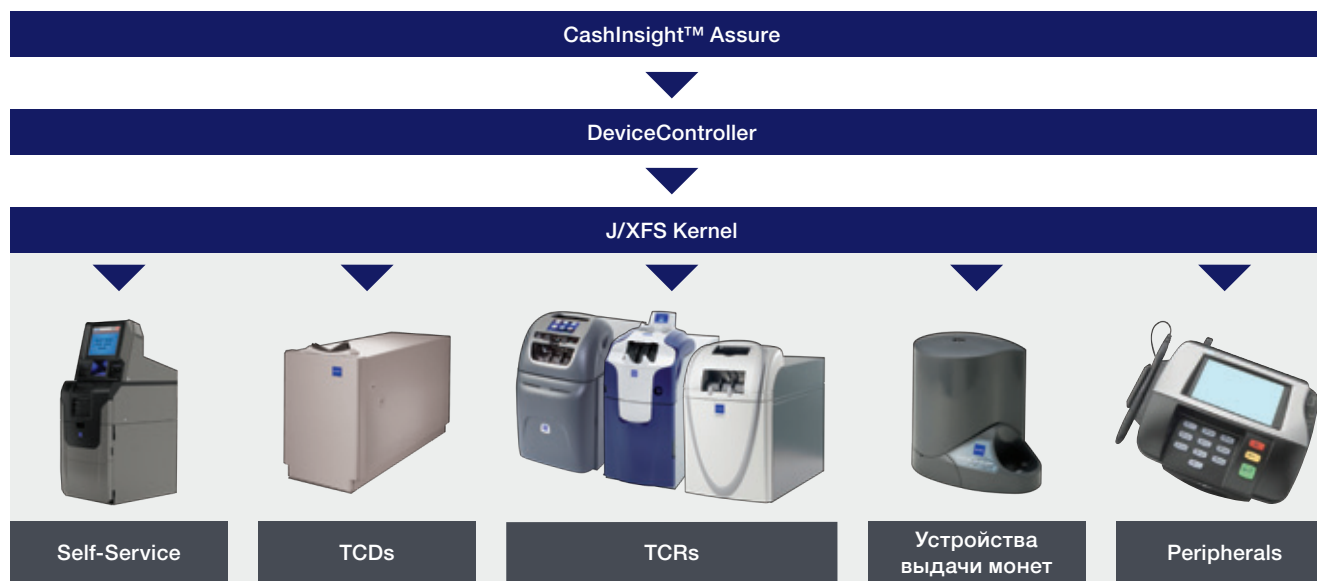 CashInsight™ Assure
DeviceController
J/XFS Kernel
Self-Service
TCDs
TCRs
Устройства
выдачи монет
Peripherals